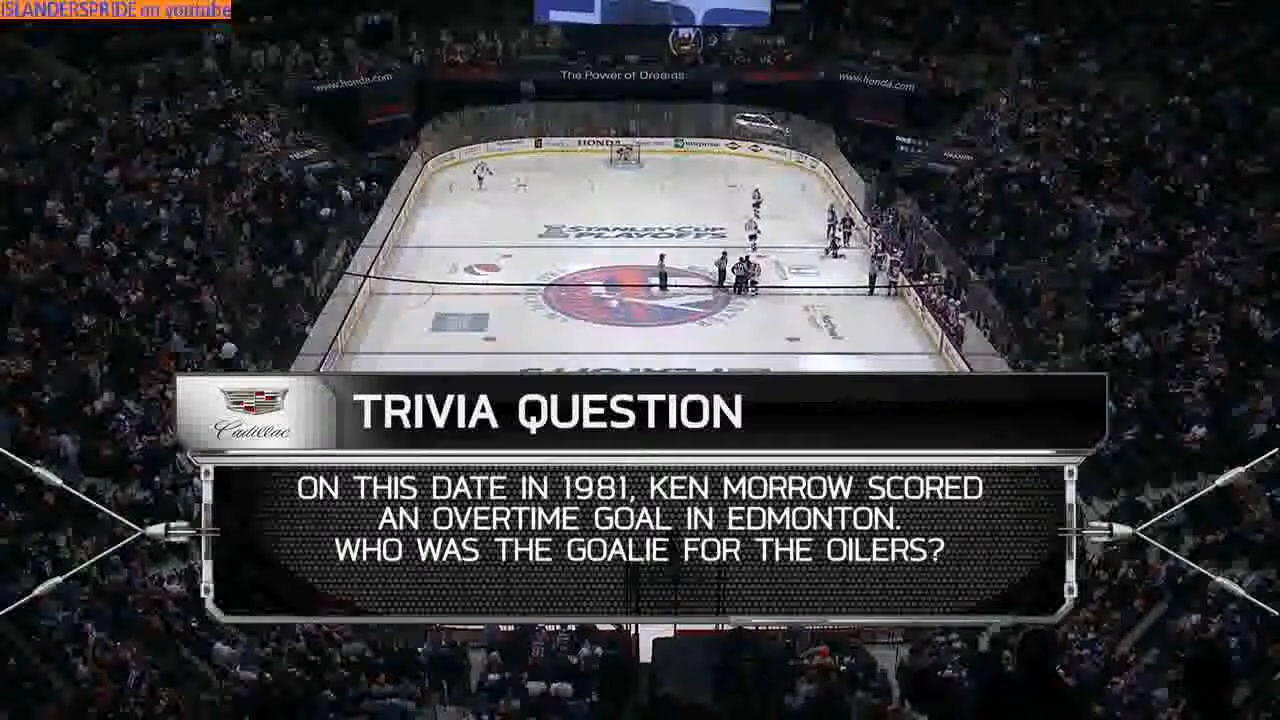 ISLANDERSPRIDE on youtube
The Power of Dreams
www.honda.com
www.honda.com
HONDA
STANLEY CUP
PLAYOFFS
Cadillac
TRIVIA QUESTION
ON THIS DATE IN 1981, KEN MORROW SCORED
AN OVERTIME GOAL IN EDMONTON.
WHO WAS THE GOALIE FOR THE OILERS?